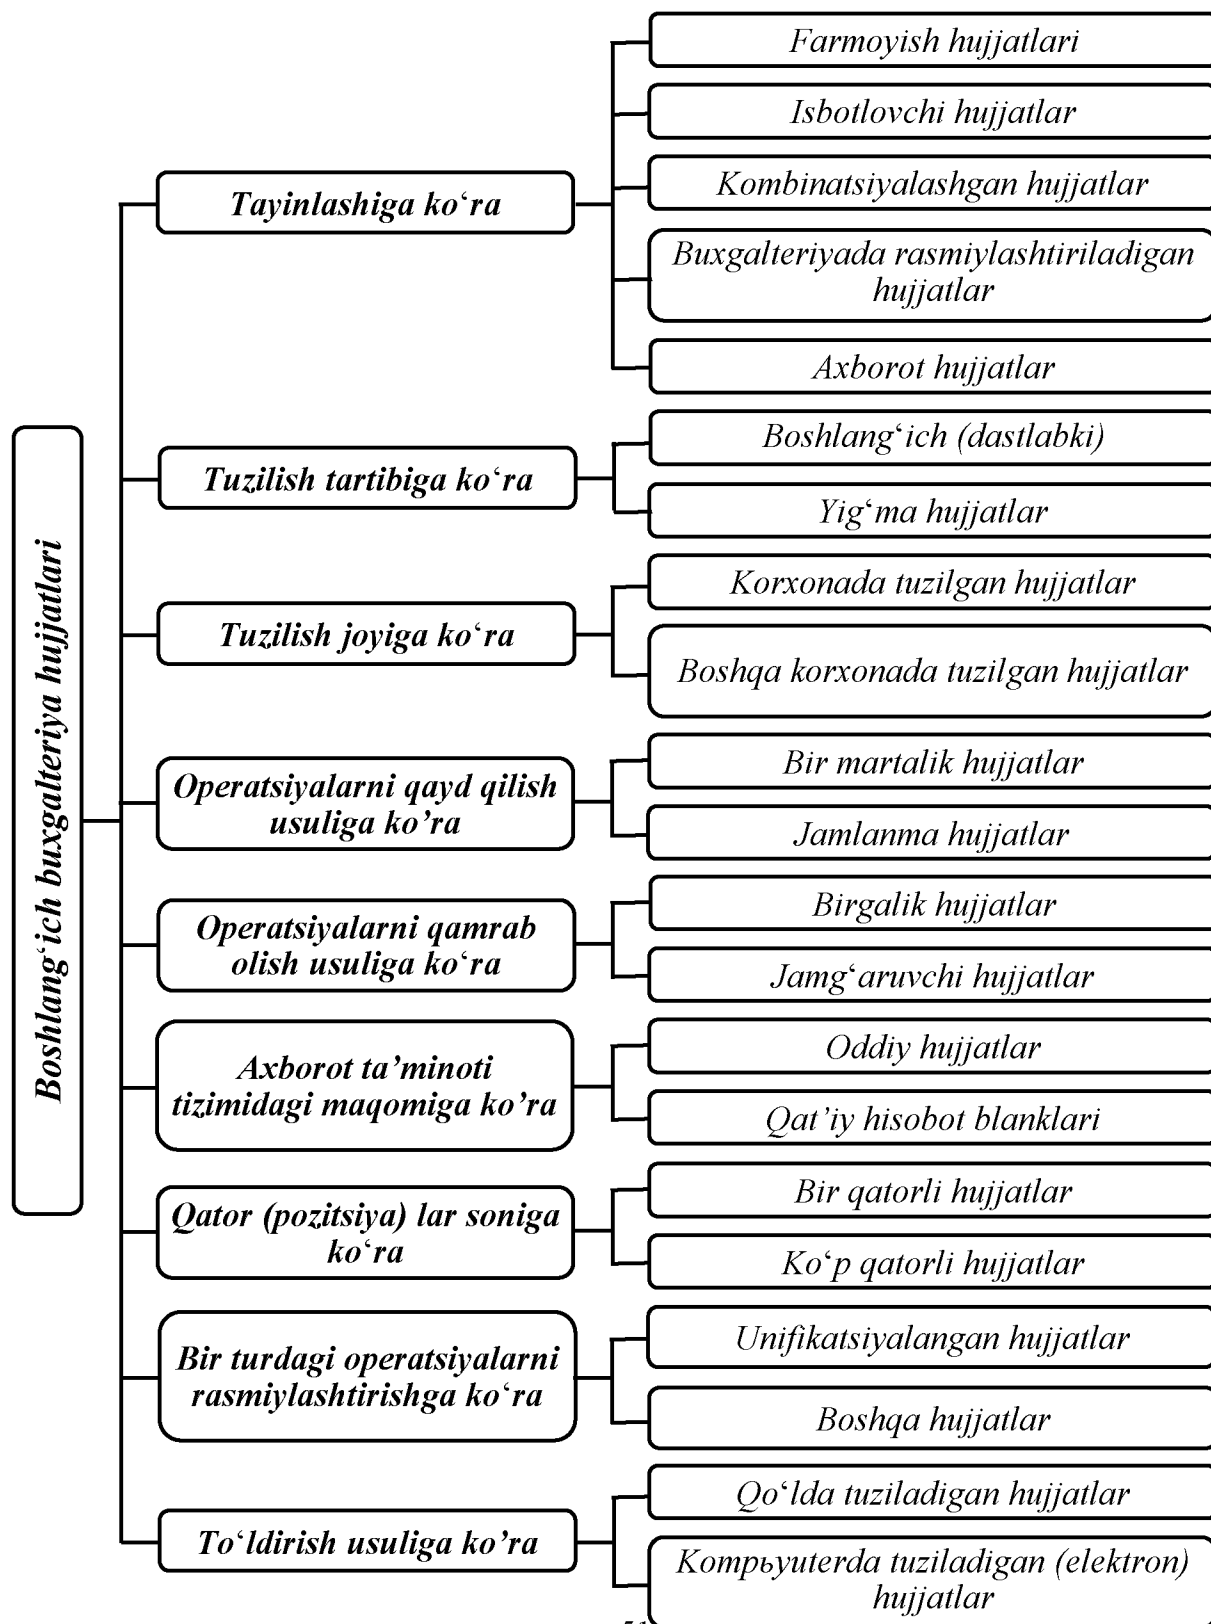 Boshlang‘ich buxgalteriya hujjatlari
Tayinlashiga ko‘ra
Farmoyish hujjatlari
Isbotlovchi hujjatlar
Kombinatsiyalashgan hujjatlar
Buxgalteriyada rasmiylashtiriladigan
hujjatlar
Axborot hujjatlar
Tuzilish tartibiga ko‘ra
Boshlang‘ich (dastlabki)
Yig‘ma hujjatlar
Tuzilish joyiga ko‘ra
Korxonada tuzilgan hujjatlar
Boshqa korxonada tuzilgan hujjatlar
Operatsiyalarni qayd qilish
usuliga ko’ra
Bir martalik hujjatlar
Jamlanma hujjatlar
Operatsiyalarni qamrab
olish usuliga ko‘ra
Birgalik hujjatlar
Jamg‘aruvchi hujjatlar
Axborot ta’minoti
tizimidagi maqomiga ko’ra
Oddiy hujjatlar
Qat’iy hisobot blanklari
Qator (pozitsiya) lar soniga
ko‘ra
Bir qatorli hujjatlar
Ko‘p qatorli hujjatlar
Bir turdagi operatsiyalarni
rasmiylashtirishga ko‘ra
Unifikatsiyalangan hujjatlar
Boshqa hujjatlar
To‘ldirish usuliga ko’ra
Qo‘lda tuziladigan hujjatlar
Kompьyuterda tuziladigan (elektron)
hujjatlar